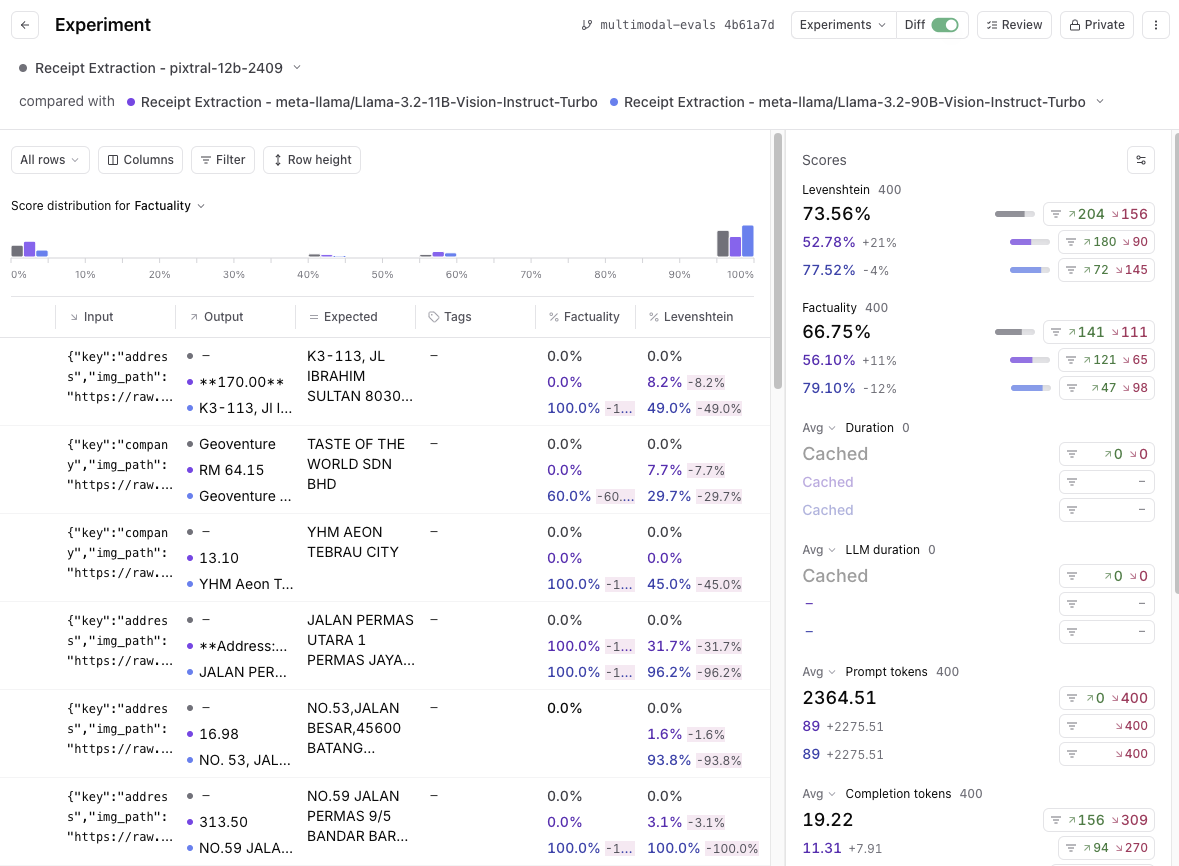 Experiment
multimodal-evals 4b61a7d
Experiments
Diff
Review
Private
Receipt Extraction - pixtral-12b-2409
compared with Receipt Extraction - meta-llama/Llama-3.2-11B-Vision-Instruct-Turbo Receipt Extraction - meta-llama/Llama-3.2-90B-Vision-Instruct-Turbo
All rows Columns Filter Row height
Score distribution for Factuality
0% 10% 20% 30% 40% 50% 60% 70% 80% 90% 100%
Input Output Expected Tags % Factuality % Levenshtein
{"key":"addres – K3-113, JL – 0.0% 0.0%
s","img_path": **170.00** IBRAHIM 0.0% 8.2% -8.2%
"https://raw.... K3-113, Jl I... SULTAN 8030... 100.0% -1... 49.0% -49.0%
{"key":"compan Geoventure TASTE OF THE – 0.0% 0.0%
y","img_path": RM 64.15 WORLD SDN 0.0% 7.7% -7.7%
"https://raw.... Geoventure ... BHD 60.0% -60.... 29.7% -29.7%
{"key":"compan – YHM AEON – 0.0% 0.0%
y","img_path": 13.10 TEBRAU CITY 0.0% 0.0%
"https://raw.... YHM Aeon T... 100.0% -1... 45.0% -45.0%
{"key":"addres – JALAN PERMAS – 0.0% 0.0%
s","img_path": **Address:... UTARA 1 100.0% -1... 31.7% -31.7%
"https://raw.... JALAN PER... PERMAS JAYA... 100.0% -1... 96.2% -96.2%
{"key":"addres – NO.53,JALAN – 0.0% 0.0%
s","img_path": 16.98 BESAR,45600 1.6% -1.6%
"https://raw.... NO. 53, JAL... BATANG... 93.8% -93.8%
{"key":"addres – NO.59 JALAN – 0.0% 0.0%
s","img_path": 313.50 PERMAS 9/5 0.0% 3.1% -3.1%
"https://raw.... NO.59 JALA... BANDAR BAR... 100.0% -1... 100.0% -100.0%
Scores
Levenshtein 400
73.56% 204 156
52.78% +21% 180 90
77.52% -4% 72 145
Factuality 400
66.75% 141 111
56.10% +11% 121 65
79.10% -12% 47 98
Avg Duration 0
Cached 0 0
Cached –
Cached –
Avg LLM duration 0
Cached 0 0
– –
– –
Avg Prompt tokens 400
2364.51 0 400
89 +2275.51 400
89 +2275.51 400
Avg Completion tokens 400
19.22 156 309
11.31 +7.91 94 270